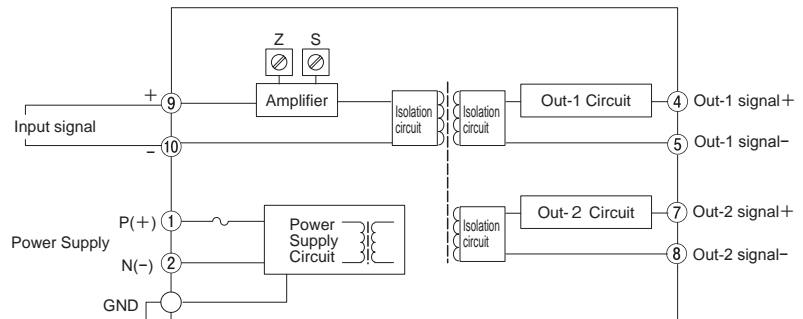 Z S
+ 9 Amplifier Isolation circuit Isolation circuit Out-1 Circuit 4 Out-1 signal+
Input signal
- 10 5 Out-1 signal-
P(+) 1 Power Supply Circuit Isolation circuit Out- 2 Circuit 7 Out-2 signal+
Power Supply
N(-) 2 8 Out-2 signal-
GND